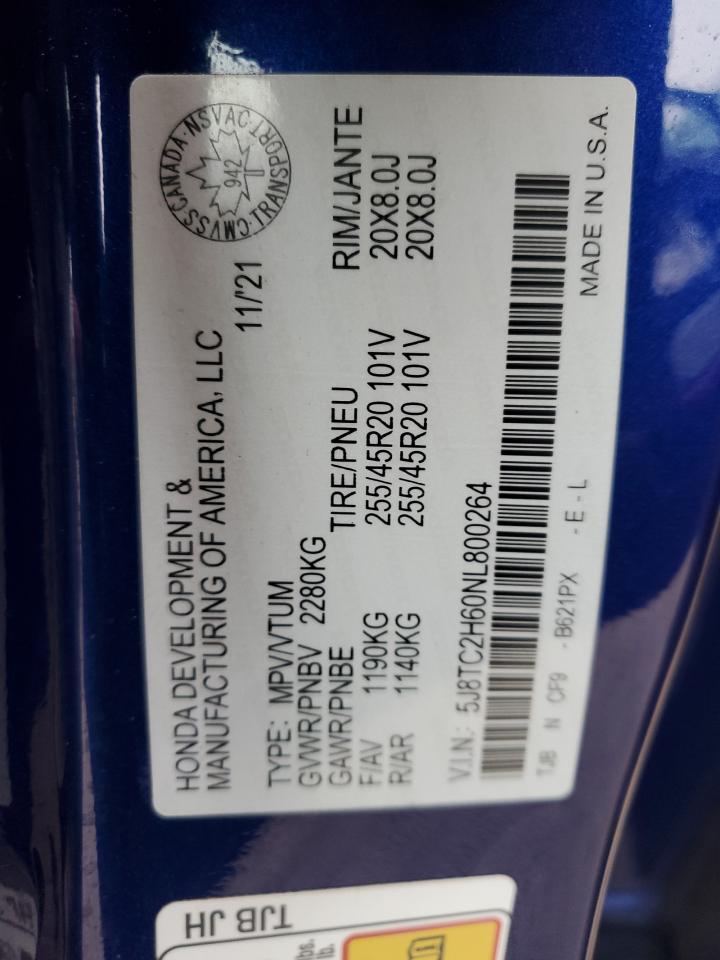 HONDA DEVELOPMENT &
MANUFACTURING OF AMERICA, LLC
11/'21
CMVSS·CANADA·NSVAC·TRANSPORT
942
TYPE: MPV/VTUM
GVWR/PNBV 2280KG
GAWR/PNBE TIRE/PNEU RIM/JANTE
F/AV 1190KG 255/45R20 101V 20X8.0J
R/AR 1140KG 255/45R20 101V 20X8.0J
V.I.N.: 5J8TC2H60NL800264
TJB N CF9 -B621PX -E-L
MADE IN U.S.A.
TJB JH
lbs.
lb.